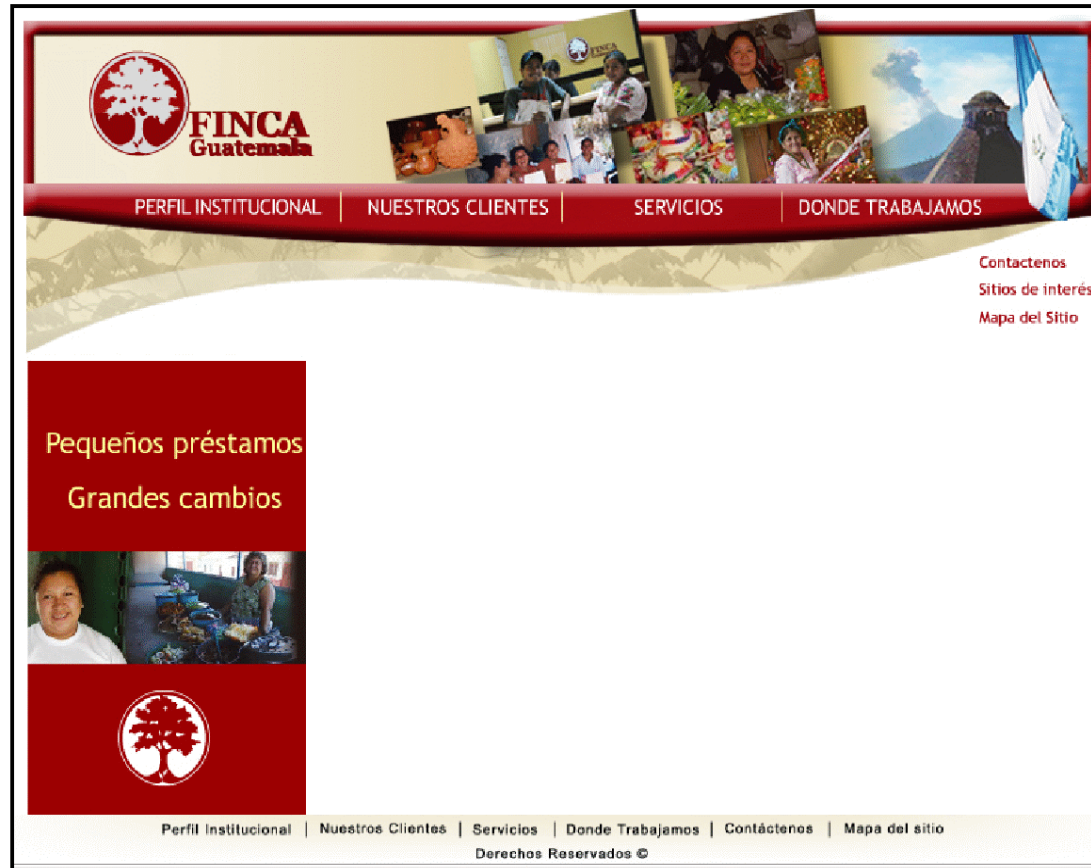 FINCA
FINCA
Guatemala
PERFIL INSTITUCIONAL | NUESTROS CLIENTES | SERVICIOS | DONDE TRABAJAMOS
Contactenos
Sitios de interés
Mapa del Sitio
Pequeños préstamos
Grandes cambios
Perfil Institucional | Nuestros Clientes | Servicios | Donde Trabajamos | Contáctenos | Mapa del sitio
Derechos Reservados ©